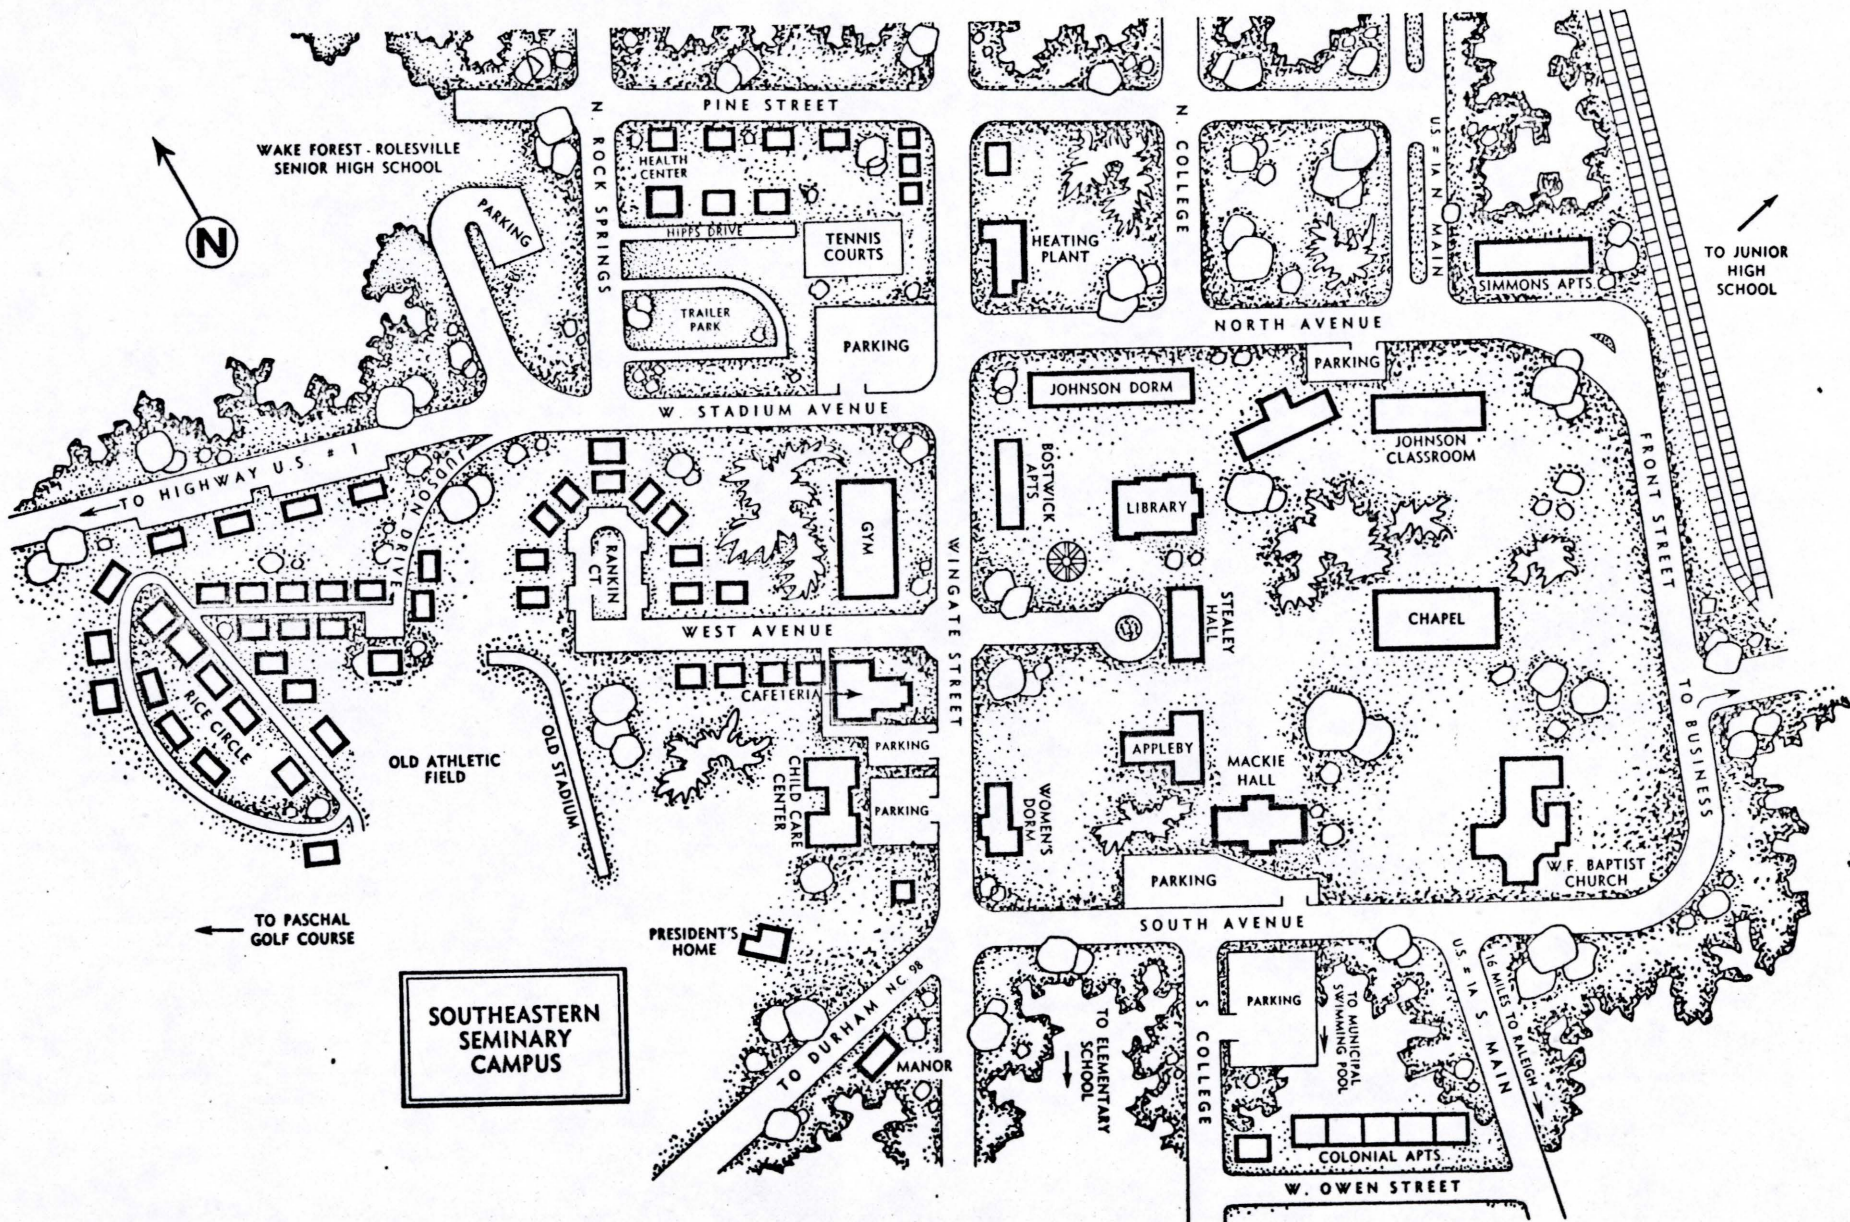 PINE STREET
N. ROCK SPRINGS
N. COLLEGE
US # 1A N MAIN
WAKE FOREST - ROLESVILLE
SENIOR HIGH SCHOOL
HEALTH
CENTER
PARKING
N
HIPPS DRIVE
TENNIS
COURTS
HEATING
PLANT
TO JUNIOR
HIGH
SCHOOL
SIMMONS APTS.
TRAILER
PARK
PARKING
NORTH AVENUE
PARKING
JOHNSON DORM
W. STADIUM AVENUE
JOHNSON
CLASSROOM
TO HIGHWAY U.S. # 1
JUDSON DRIVE
BOSTWICK
APTS
LIBRARY
FRONT STREET
GYM
RANKIN
CT
WINGATE STREET
STEALEY
HALL
CHAPEL
WEST AVENUE
CAFETERIA
RICE CIRCLE
OLD ATHLETIC
FIELD
OLD STADIUM
PARKING
APPLEBY
MACKIE
HALL
TO BUSINESS
CHILD CARE
CENTER
PARKING
WOMEN'S
DORM
W.F. BAPTIST
CHURCH
PARKING
TO PASCHAL
GOLF COURSE
PRESIDENT'S
HOME
SOUTH AVENUE
SOUTHEASTERN
SEMINARY
CAMPUS
TO DURHAM N.C. 98
MANOR
TO ELEMENTARY
SCHOOL
S COLLEGE
PARKING
TO MUNICIPAL
SWIMMING POOL
U.S. # 1A S. MAIN
16 MILES TO RALEIGH
COLONIAL APTS.
W. OWEN STREET